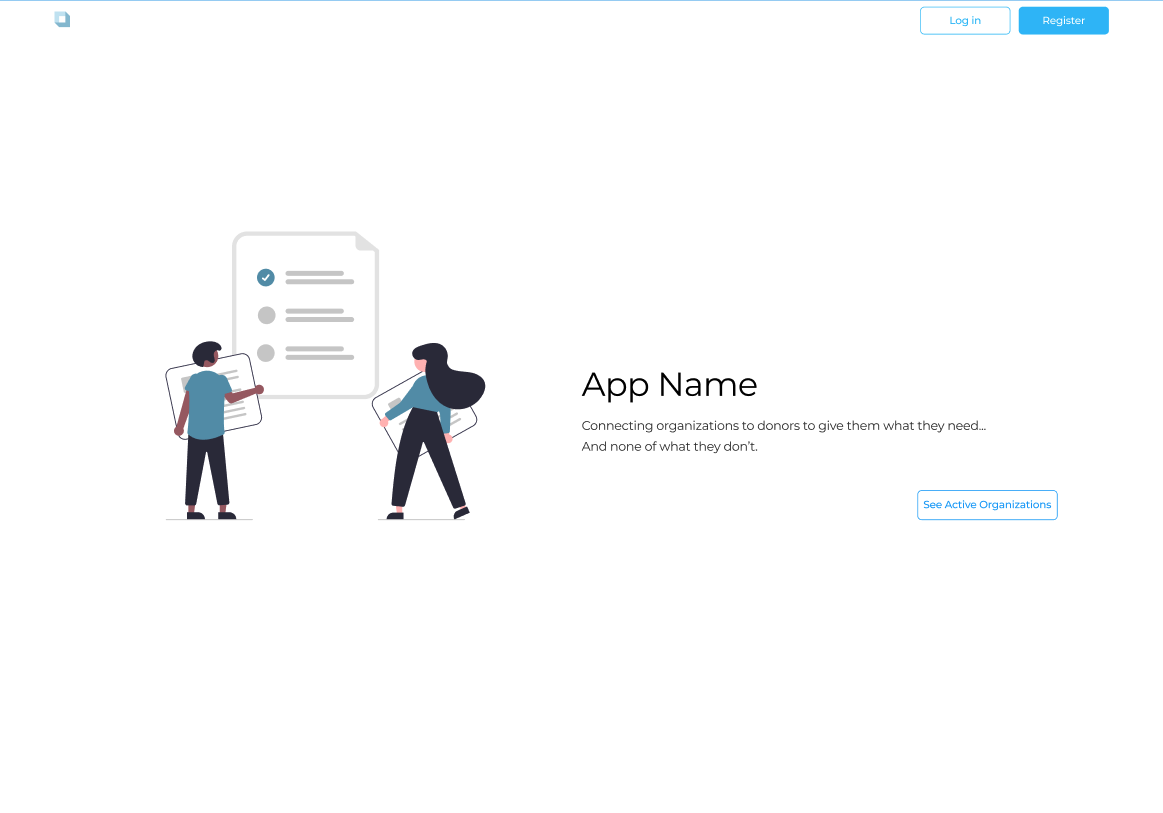 Log in
Register
App Name
Connecting organizations to donors to give them what they need...
And none of what they don’t.
See Active Organizations